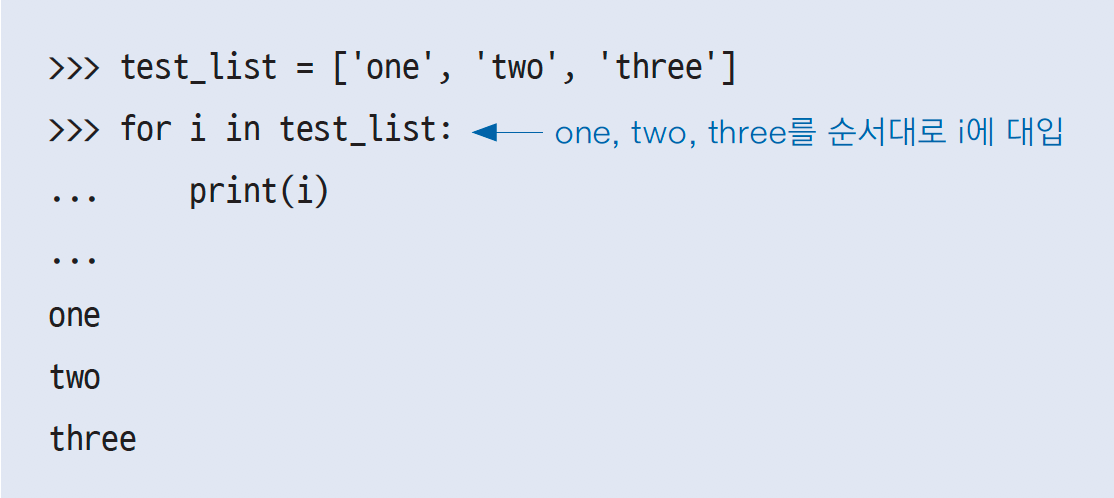 >>> test_list = ['one', 'two', 'three']
>>> for i in test_list: one, two, three를 순서대로 i에 대입
...     print(i)
...
one
two
three